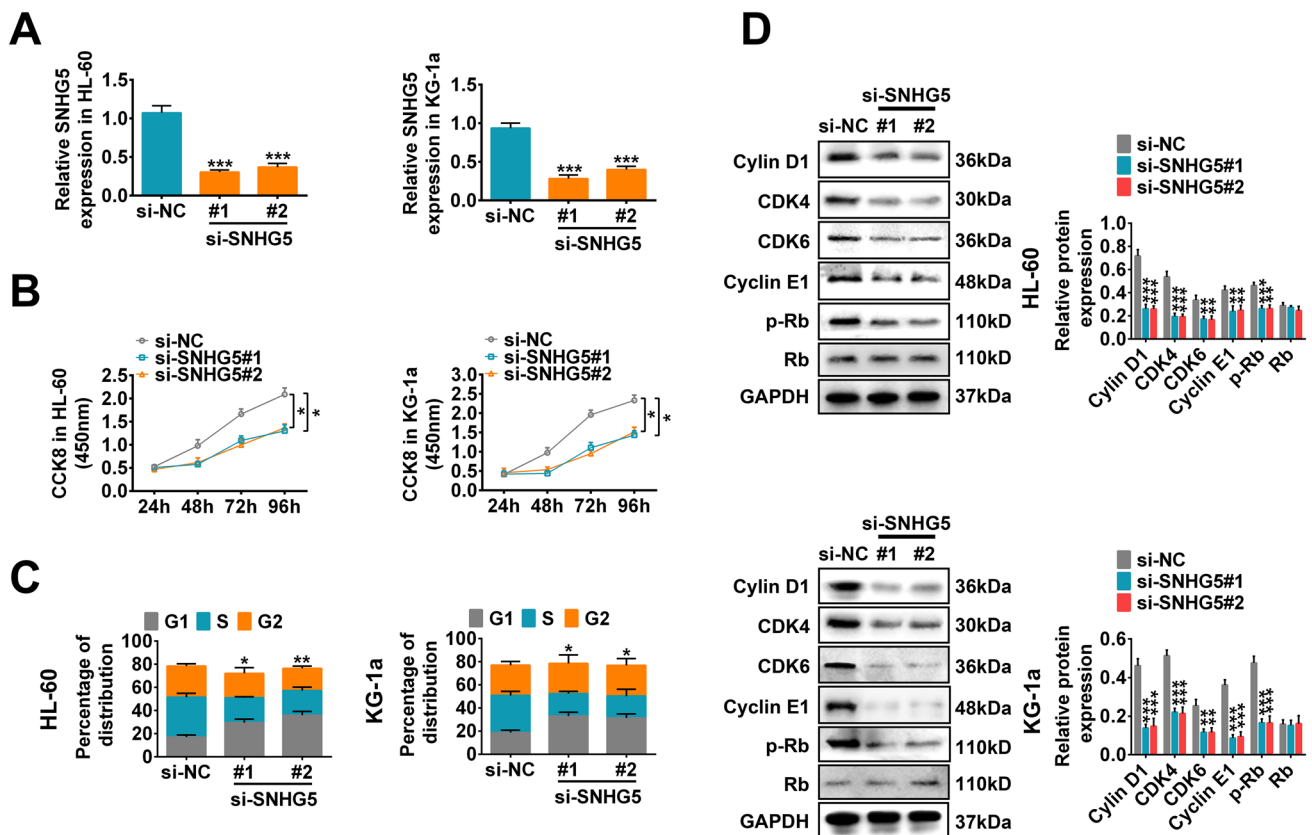 A
Relative SNHG5
expression in HL-60
1.5
1.0
0.5
0.0
***
***
si-NC
#1
#2
si-SNHG5
Relative SNHG5
expression in KG-1a
1.5
1.0
0.5
0.0
***
***
si-NC
#1
#2
si-SNHG5
B
si-NC
si-SNHG5#1
si-SNHG5#2
CCK8 in HL-60
(450nm)
2.5
2.0
1.5
1.0
0.5
0.0
24h 48h 72h 96h
*
*
si-NC
si-SNHG5#1
si-SNHG5#2
CCK8 in KG-1a
(450nm)
3.0
2.5
2.0
1.5
1.0
0.5
0.0
24h 48h 72h 96h
*
*
C
HL-60
G1 S G2
Percentage of
distribution
100
80
60
40
20
0
*
**
si-NC
#1
#2
si-SNHG5
KG-1a
G1 S G2
Percentage of
distribution
100
80
60
40
20
0
*
*
si-NC
#1
#2
si-SNHG5
D
si-SNHG5
si-NC #1 #2
Cylin D1 36kDa
CDK4 30kDa
CDK6 36kDa
Cyclin E1 48kDa
p-Rb 110kD
Rb 110kD
GAPDH 37kDa
HL-60
si-NC
si-SNHG5#1
si-SNHG5#2
Relative protein
expression
1.0
0.8
0.6
0.4
0.2
0.0
*** *** *** *** ** ** ** ** *** ***
Cylin D1
CDK4
CDK6
Cyclin E1
p-Rb
Rb
si-SNHG5
si-NC #1 #2
Cylin D1 36kDa
CDK4 30kDa
CDK6 36kDa
Cyclin E1 48kDa
p-Rb 110kD
Rb 110kD
GAPDH 37kDa
KG-1a
si-NC
si-SNHG5#1
si-SNHG5#2
Relative protein
expression
0.6
0.4
0.2
0.0
*** *** *** *** ** ** *** *** *** ***
Cylin D1
CDK4
CDK6
Cyclin E1
p-Rb
Rb